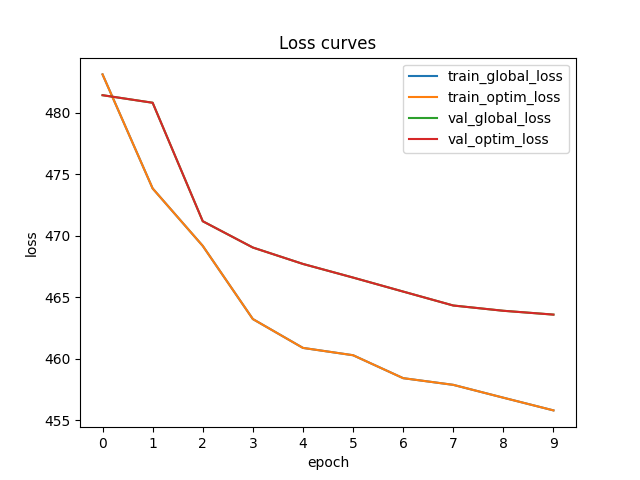 Loss curves
train_global_loss
train_optim_loss
val_global_loss
val_optim_loss
480
475
470
465
460
455
loss
0 1 2 3 4 5 6 7 8 9
epoch